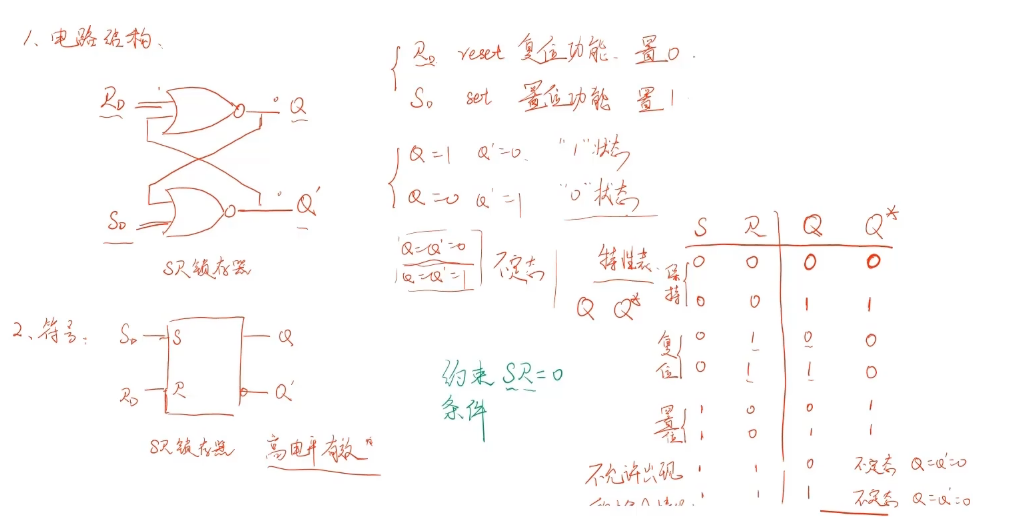 1、电路结构、
R_D reset 复位功能、置0.
S_D set 置位功能 置1
R_D Q
S_D Q'
SR锁存器
Q=1 Q'=0、"1"状态
Q=0 Q'=1 "0"状态
Q=Q'=0
Q=Q'=1 不定态
特性表、
Q Q*
S R Q Q*
保持 0 0 0 0
0 0 1 1
复位 0 1 0 0
0 1 1 0
置位 1 0 0 1
1 0 1 1
不允许出现 1 1 0 不定态 Q=Q'=0
1 1 1 不定态 Q=Q'=0
2、符号：
S_D S Q
R_D R Q'
SR锁存器 高电平有效*
约束 SR=0
条件